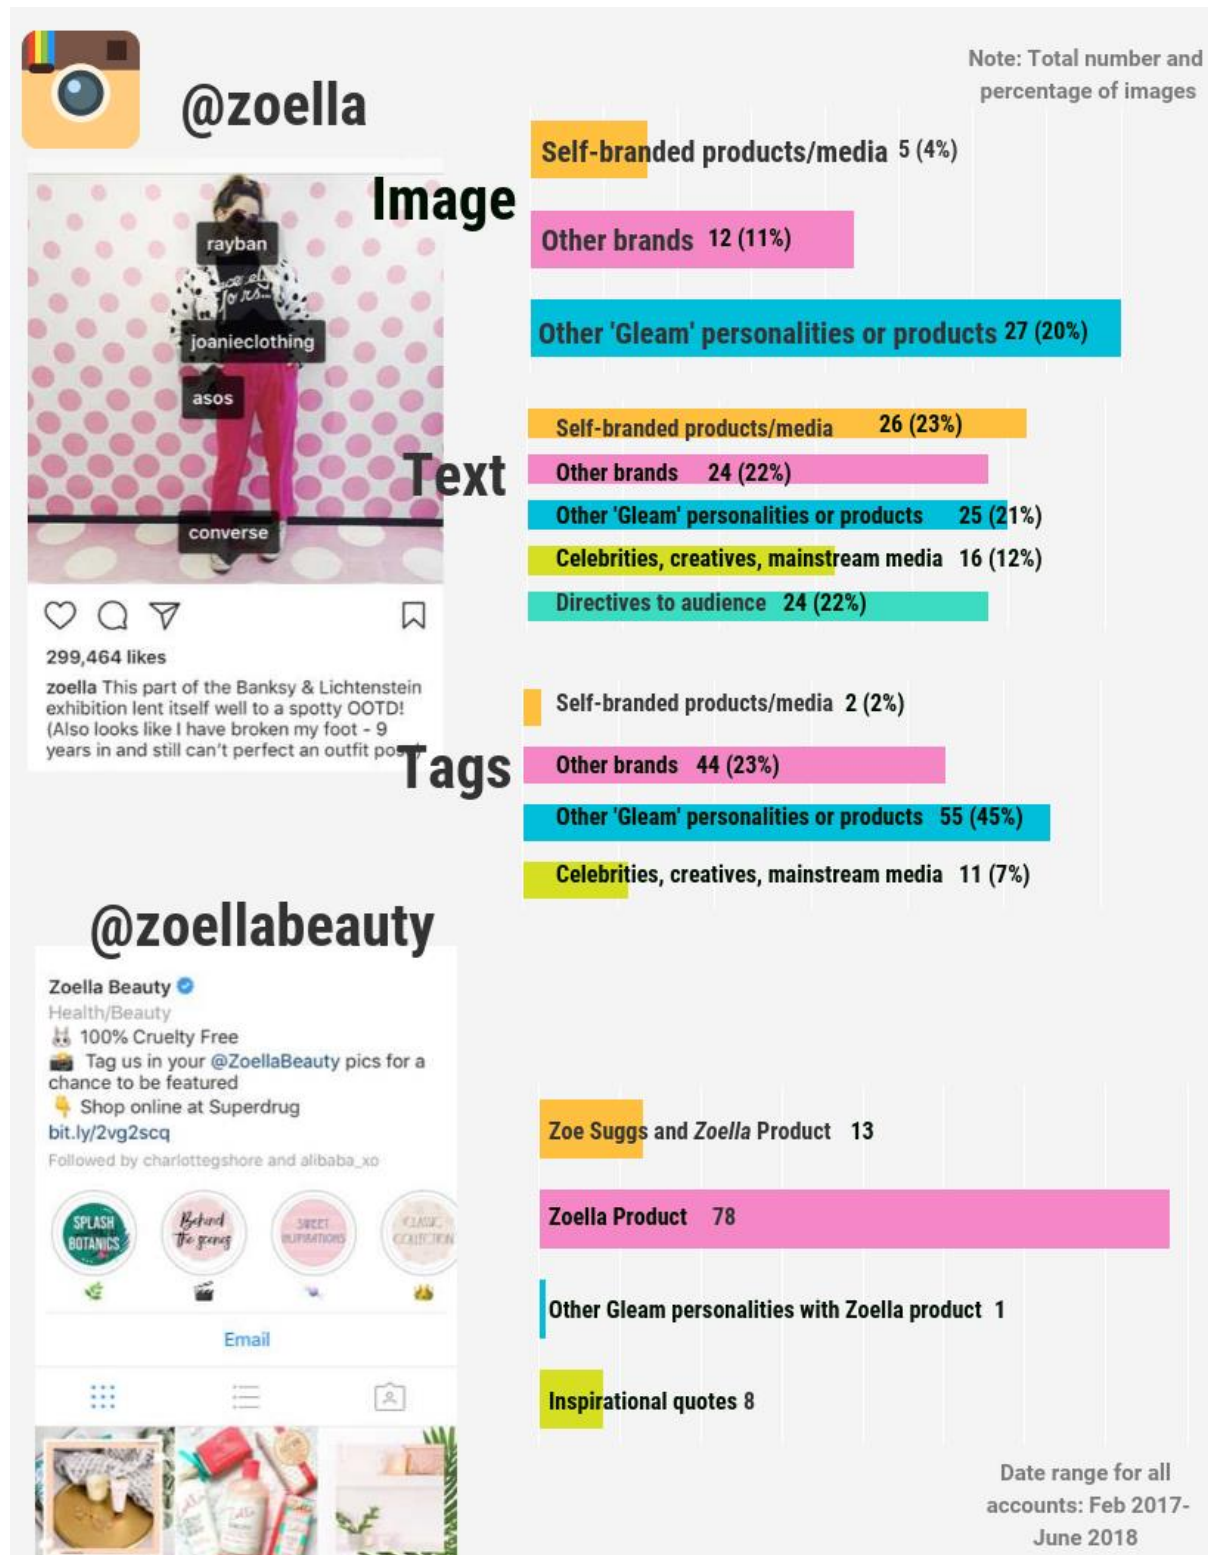 Note: Total number and
percentage of images
@zoella
Image
Self-branded products/media 5 (4%)
Other brands 12 (11%)
Other 'Gleam' personalities or products 27 (20%)
rayban
joanieclothing
asos
converse
Text
Self-branded products/media 26 (23%)
Other brands 24 (22%)
Other 'Gleam' personalities or products 25 (21%)
Celebrities, creatives, mainstream media 16 (12%)
Directives to audience 24 (22%)
299,464 likes
zoella This part of the Banksy & Lichtenstein
exhibition lent itself well to a spotty OOTD!
(Also looks like I have broken my foot - 9
years in and still can't perfect an outfit
Tags
Self-branded products/media 2 (2%)
Other brands 44 (23%)
Other 'Gleam' personalities or products 55 (45%)
Celebrities, creatives, mainstream media 11 (7%)
@zoellabeauty
Zoella Beauty
Health/Beauty
100% Cruelty Free
Tag us in your @ZoellaBeauty pics for a
chance to be featured
Shop online at Superdrug
bit.ly/2vg2scq
Followed by charlottegshore and alibaba_xo
SPLASH
BOTANICS
Behind
the scenes
SWEET
INSPIRATIONS
CLASSIC
COLLECTION
Email
Zoe Suggs and Zoella Product 13
Zoella Product 78
Other Gleam personalities with Zoella product 1
Inspirational quotes 8
Date range for all
accounts: Feb 2017-
June 2018